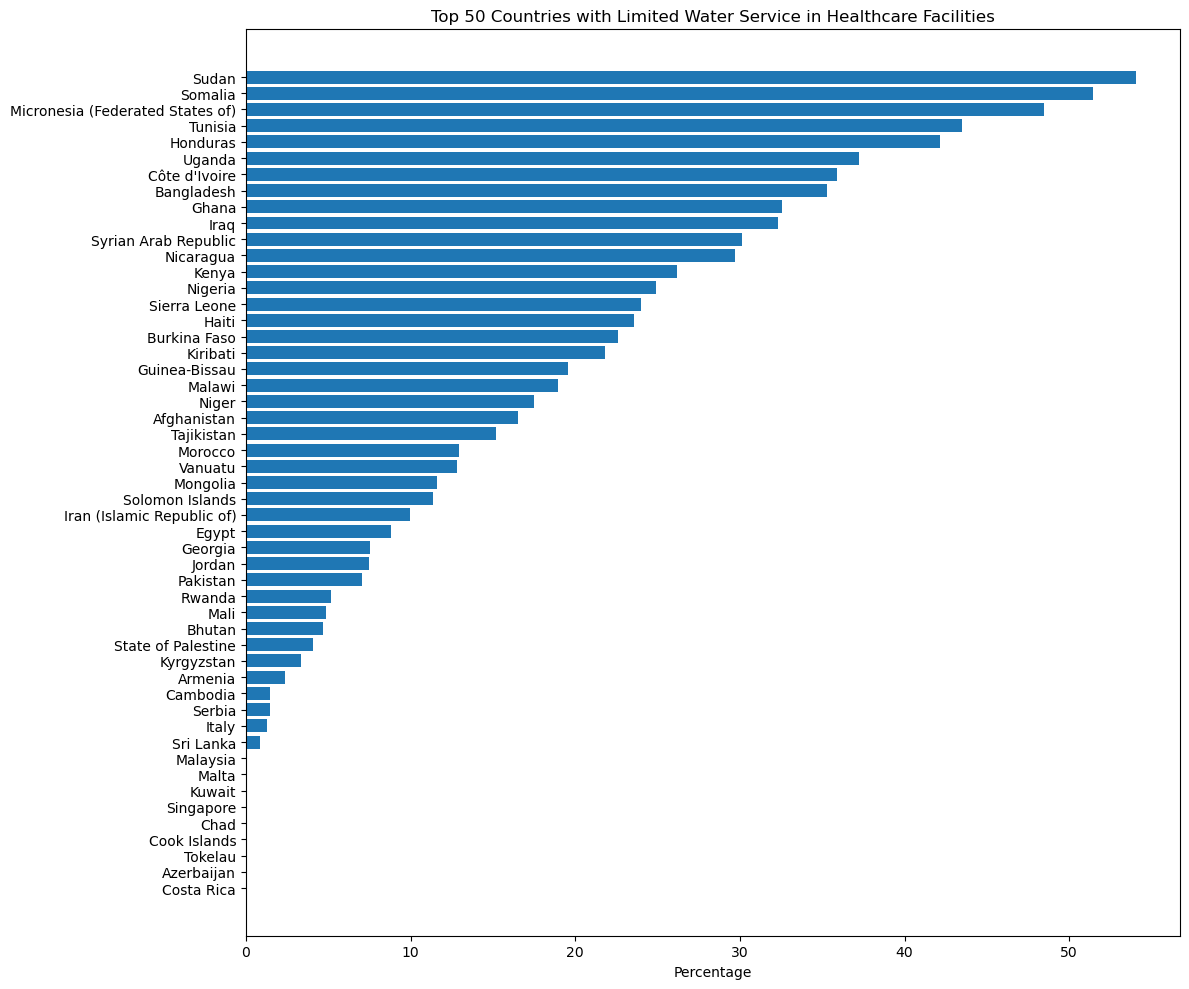 Top 50 Countries with Limited Water Service in Healthcare Facilities
Sudan
Somalia
Micronesia (Federated States of)
Tunisia
Honduras
Uganda
Côte d'Ivoire
Bangladesh
Ghana
Iraq
Syrian Arab Republic
Nicaragua
Kenya
Nigeria
Sierra Leone
Haiti
Burkina Faso
Kiribati
Guinea-Bissau
Malawi
Niger
Afghanistan
Tajikistan
Morocco
Vanuatu
Mongolia
Solomon Islands
Iran (Islamic Republic of)
Egypt
Georgia
Jordan
Pakistan
Rwanda
Mali
Bhutan
State of Palestine
Kyrgyzstan
Armenia
Cambodia
Serbia
Italy
Sri Lanka
Malaysia
Malta
Kuwait
Singapore
Chad
Cook Islands
Tokelau
Azerbaijan
Costa Rica
0 10 20 30 40 50
Percentage